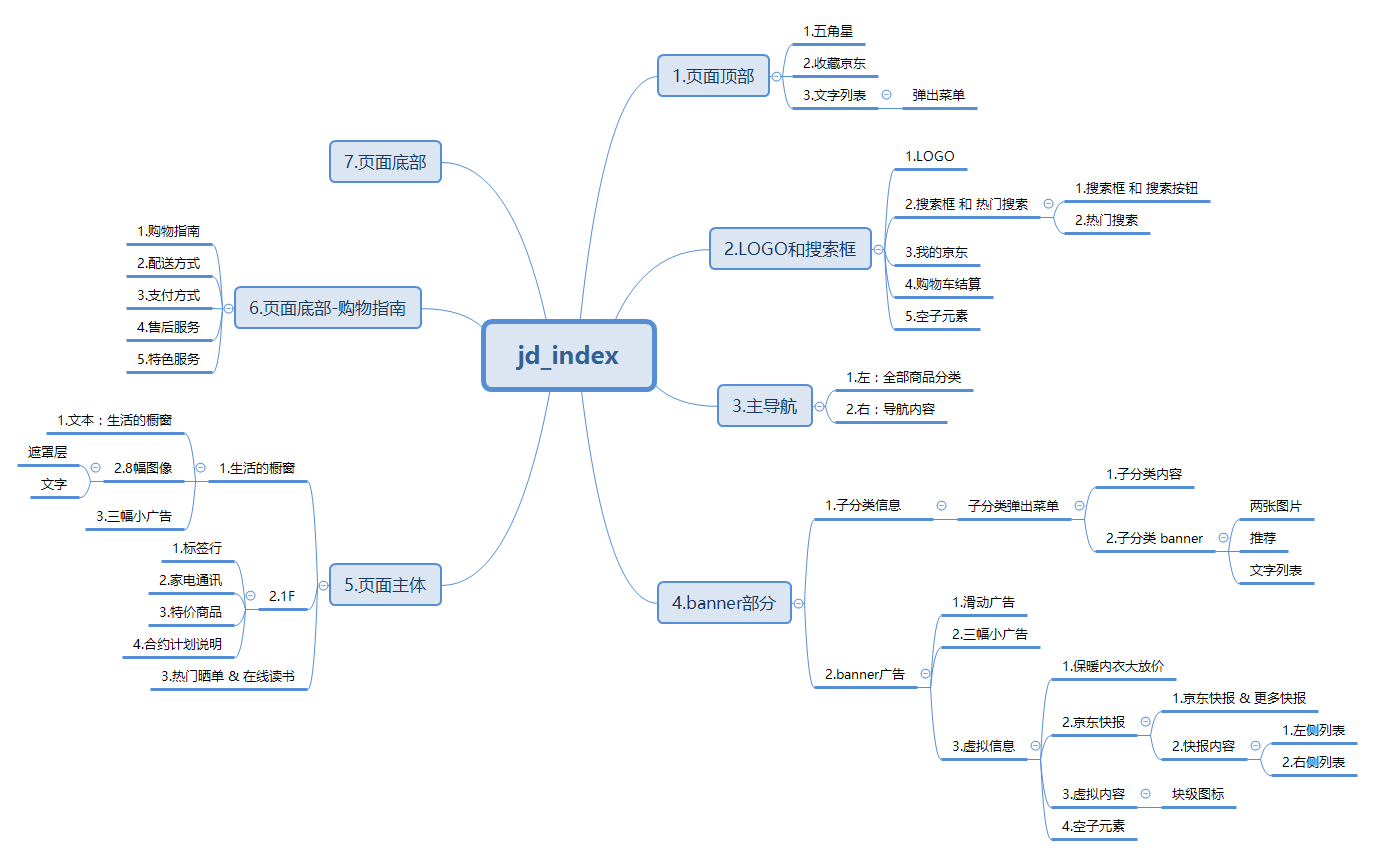 jd_index
1.页面顶部
1.五角星
2.收藏京东
3.文字列表
弹出菜单
2.LOGO和搜索框
1.LOGO
2.搜索框 和 热门搜索
1.搜索框 和 搜索按钮
2.热门搜索
3.我的京东
4.购物车结算
5.空子元素
3.主导航
1.左：全部商品分类
2.右：导航内容
4.banner部分
1.子分类信息
子分类弹出菜单
1.子分类内容
2.子分类 banner
两张图片
推荐
文字列表
2.banner广告
1.滑动广告
2.三幅小广告
3.虚拟信息
1.保暖内衣大放价
2.京东快报
1.京东快报 & 更多快报
2.快报内容
1.左侧列表
2.右侧列表
3.虚拟内容
块级图标
4.空子元素
5.页面主体
1.生活的橱窗
1.文本：生活的橱窗
2.8幅图像
遮罩层
文字
3.三幅小广告
2.1F
1.标签行
2.家电通讯
3.特价商品
4.合约计划说明
3.热门晒单 & 在线读书
6.页面底部-购物指南
1.购物指南
2.配送方式
3.支付方式
4.售后服务
5.特色服务
7.页面底部